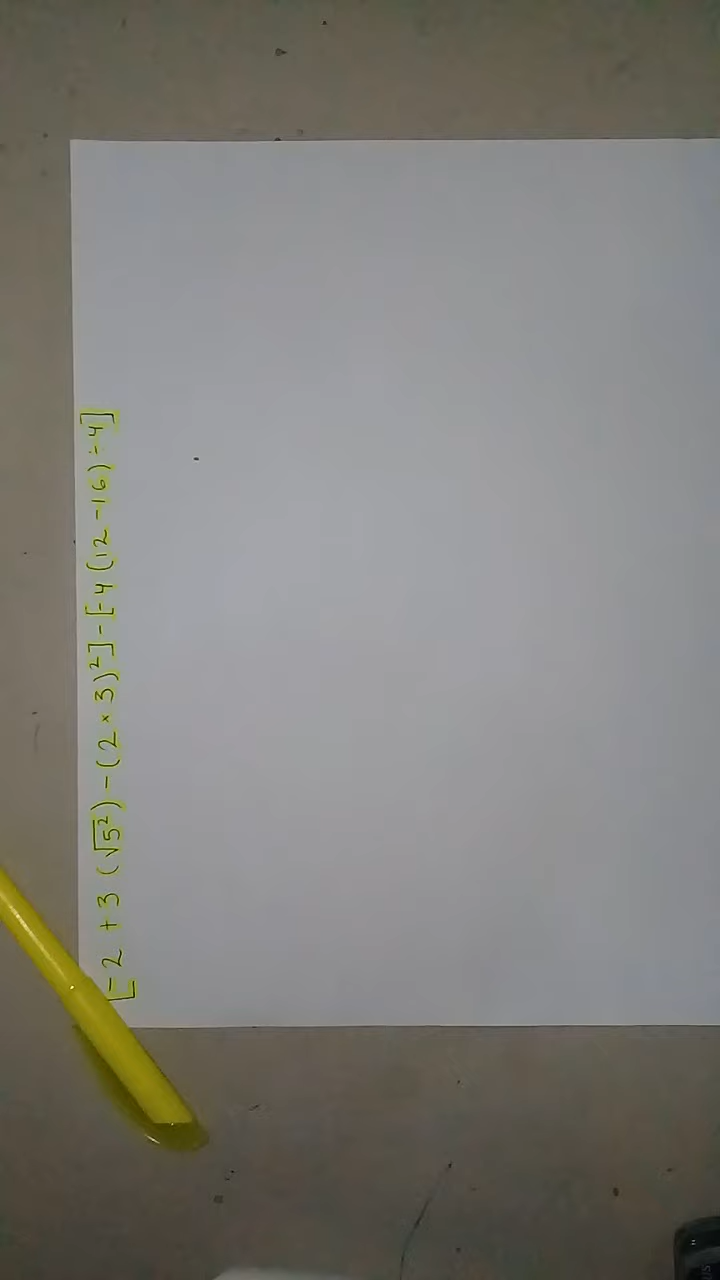 [-2 + 3 (√5²) - (2 × 3)²] - [-4 (12 - 16) ÷ 4]